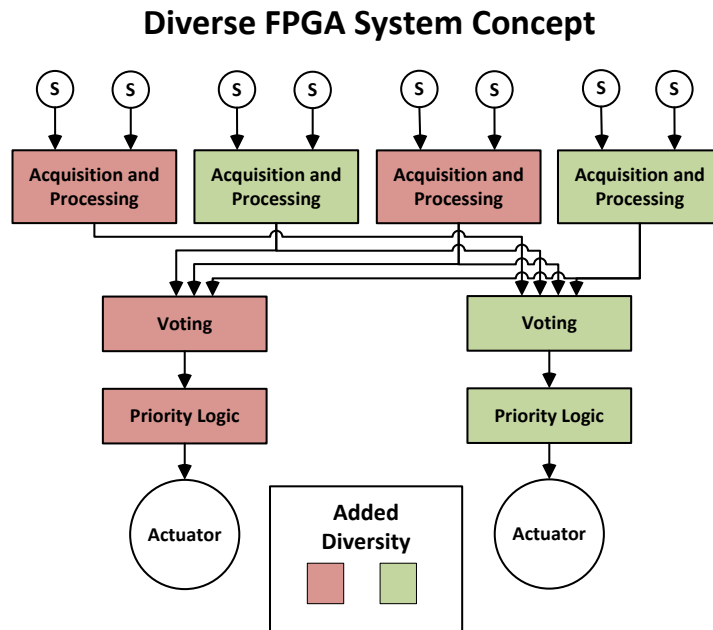 Diverse FPGA System Concept
S S S S S S S S
Acquisition and
Processing
Acquisition and
Processing
Acquisition and
Processing
Acquisition and
Processing
Voting
Voting
Priority Logic
Priority Logic
Actuator
Actuator
Added
Diversity